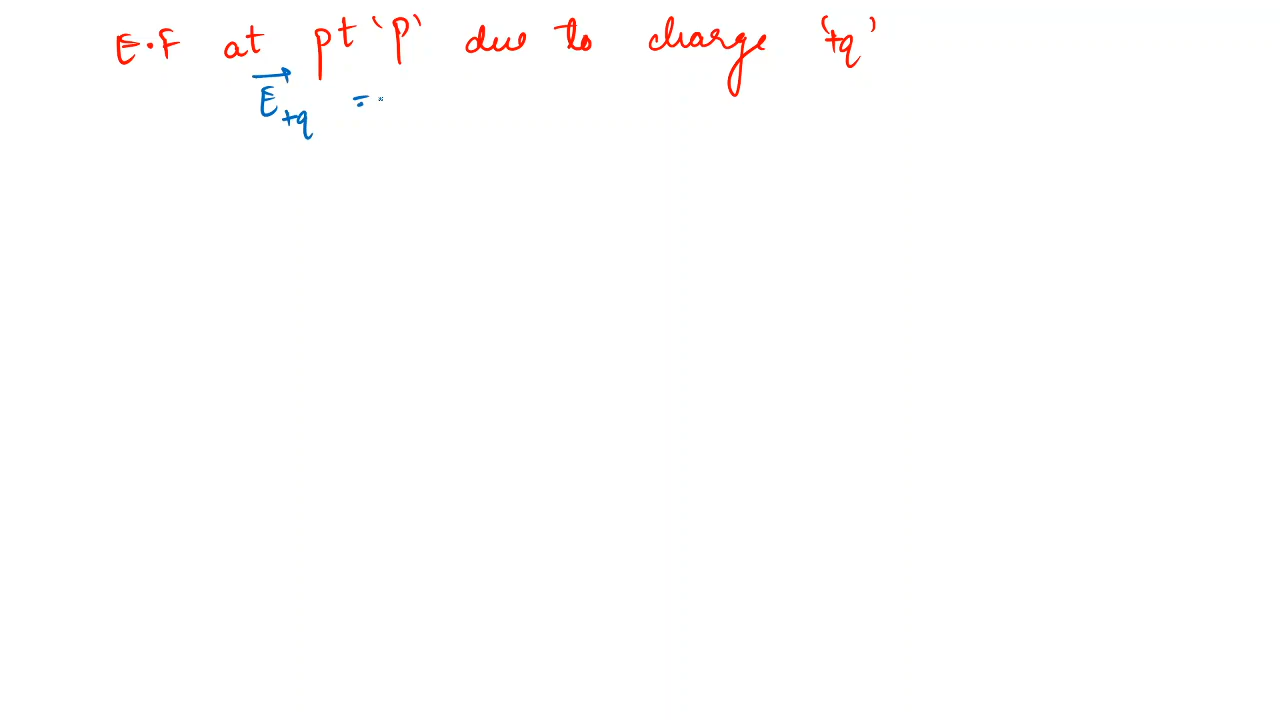 E.F at pt 'p' due to charge '+q'
E⃗+q =